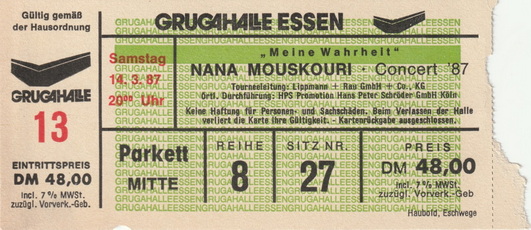 Gültig gemäß
der Hausordnung
GRUGAHALLE
13
EINTRITTSPREIS
DM 48,00
incl. 7 % MWSt
zuzügl. Vorverk.-Geb
GRUGAHALLE ESSEN
Samstag
14. 3. 87
20⁰⁰ Uhr
„Meine Wahrheit“
NANA MOUSKOURI · Concert '87
Tourneeleitung: Lippmann + Rau GmbH + Co. KG
Örtl. Durchführung: HPS Promotion Hans Peter Schrüder GmbH Köln
Keine Haftung für Personen- und Sachschäden. Beim Verlassen der Halle
verliert die Karte ihre Gültigkeit. - Kartenrückgabe ausgeschlossen.
Parkett
MITTE
REIHE
8
SITZ NR.
27
PREIS
DM 48,00
incl. 7 % MWSt
zuzügl. Vorverk.-Geb
Haubold, Eschwege